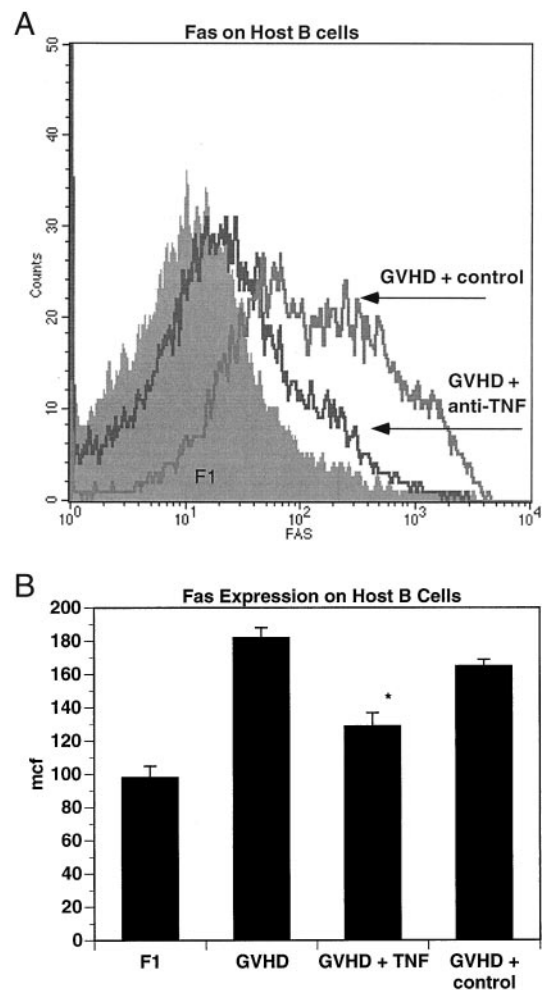 A
Fas on Host B cells
50
40
30
20
10
0
Counts
GVHD + control
GVHD +
anti-TNF
F1
10^0 10^1 10^2 10^3 10^4
FAS
B
Fas Expression on Host B Cells
200
180
160
140
120
100
80
60
40
20
0
mcf
*
F1 GVHD GVHD + TNF GVHD +
control